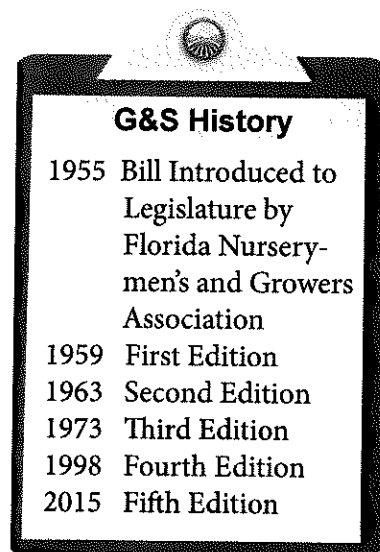 G&S History
1955 Bill Introduced to
Legislature by
Florida Nursery-
men's and Growers
Association
1959 First Edition
1963 Second Edition
1973 Third Edition
1998 Fourth Edition
2015 Fifth Edition